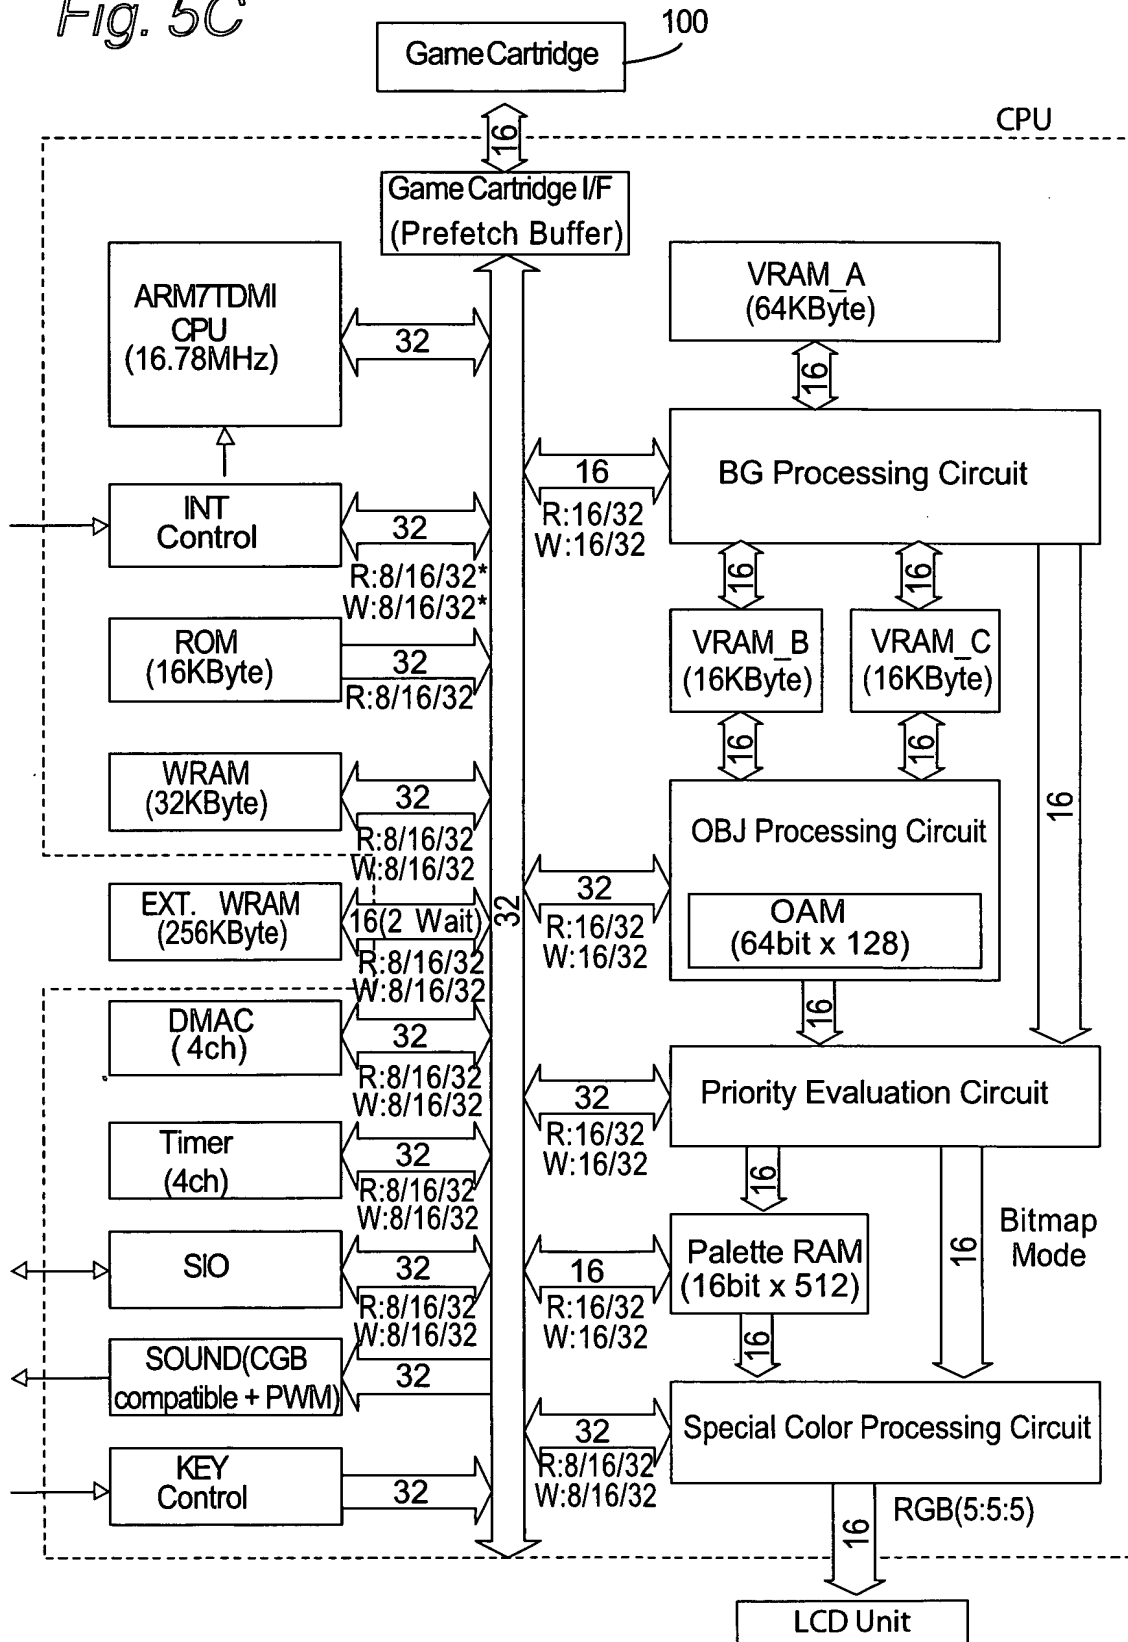 Fig. 5C
Game Cartridge
100
16
CPU
Game Cartridge I/F
(Prefetch Buffer)
ARM7TDMI
CPU
(16.78MHz)
32
VRAM_A
(64KByte)
16
BG Processing Circuit
16
R:16/32
W:16/32
INT
Control
32
R:8/16/32*
W:8/16/32*
16
16
ROM
(16KByte)
32
R:8/16/32
VRAM_B
(16KByte)
VRAM_C
(16KByte)
16
16
16
WRAM
(32KByte)
32
R:8/16/32
W:8/16/32
OBJ Processing Circuit
OAM
(64bit x 128)
32
R:16/32
W:16/32
32
EXT. WRAM
(256KByte)
16(2 Wait)
R:8/16/32
W:8/16/32
16
DMAC
(4ch)
32
R:8/16/32
W:8/16/32
Priority Evaluation Circuit
32
R:16/32
W:16/32
Timer
(4ch)
32
R:8/16/32
W:8/16/32
16
16
Bitmap
Mode
SIO
32
R:8/16/32
W:8/16/32
16
R:16/32
W:16/32
Palette RAM
(16bit x 512)
16
SOUND(CGB
compatible + PWM)
32
Special Color Processing Circuit
32
R:8/16/32
W:8/16/32
KEY
Control
32
RGB(5:5:5)
16
LCD Unit